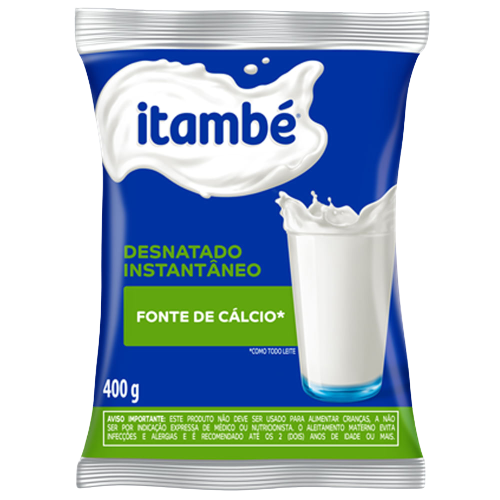 itambé
DESNATADO
INSTANTÂNEO
FONTE DE CÁLCIO*
*COMO TODO LEITE
400 g
AVISO IMPORTANTE: ESTE PRODUTO NÃO DEVE SER USADO PARA ALIMENTAR CRIANÇAS, A NÃO
SER POR INDICAÇÃO EXPRESSA DE MÉDICO OU NUTRICIONISTA. O ALEITAMENTO MATERNO EVITA
INFECÇÕES E ALERGIAS E É RECOMENDADO ATÉ OS 2 (DOIS) ANOS DE IDADE OU MAIS.